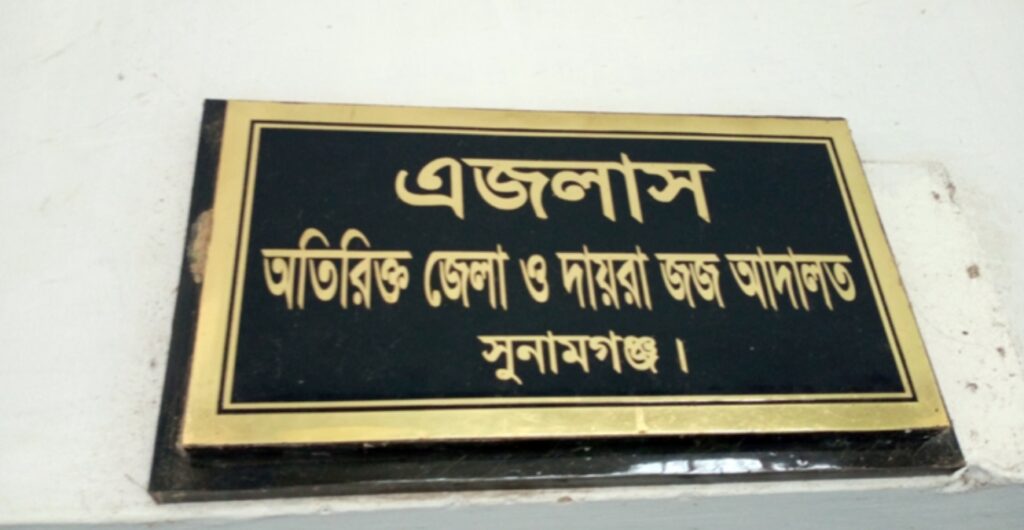 এজলাস
অতিরিক্ত জেলা ও দায়রা জজ আদালত
সুনামগঞ্জ।